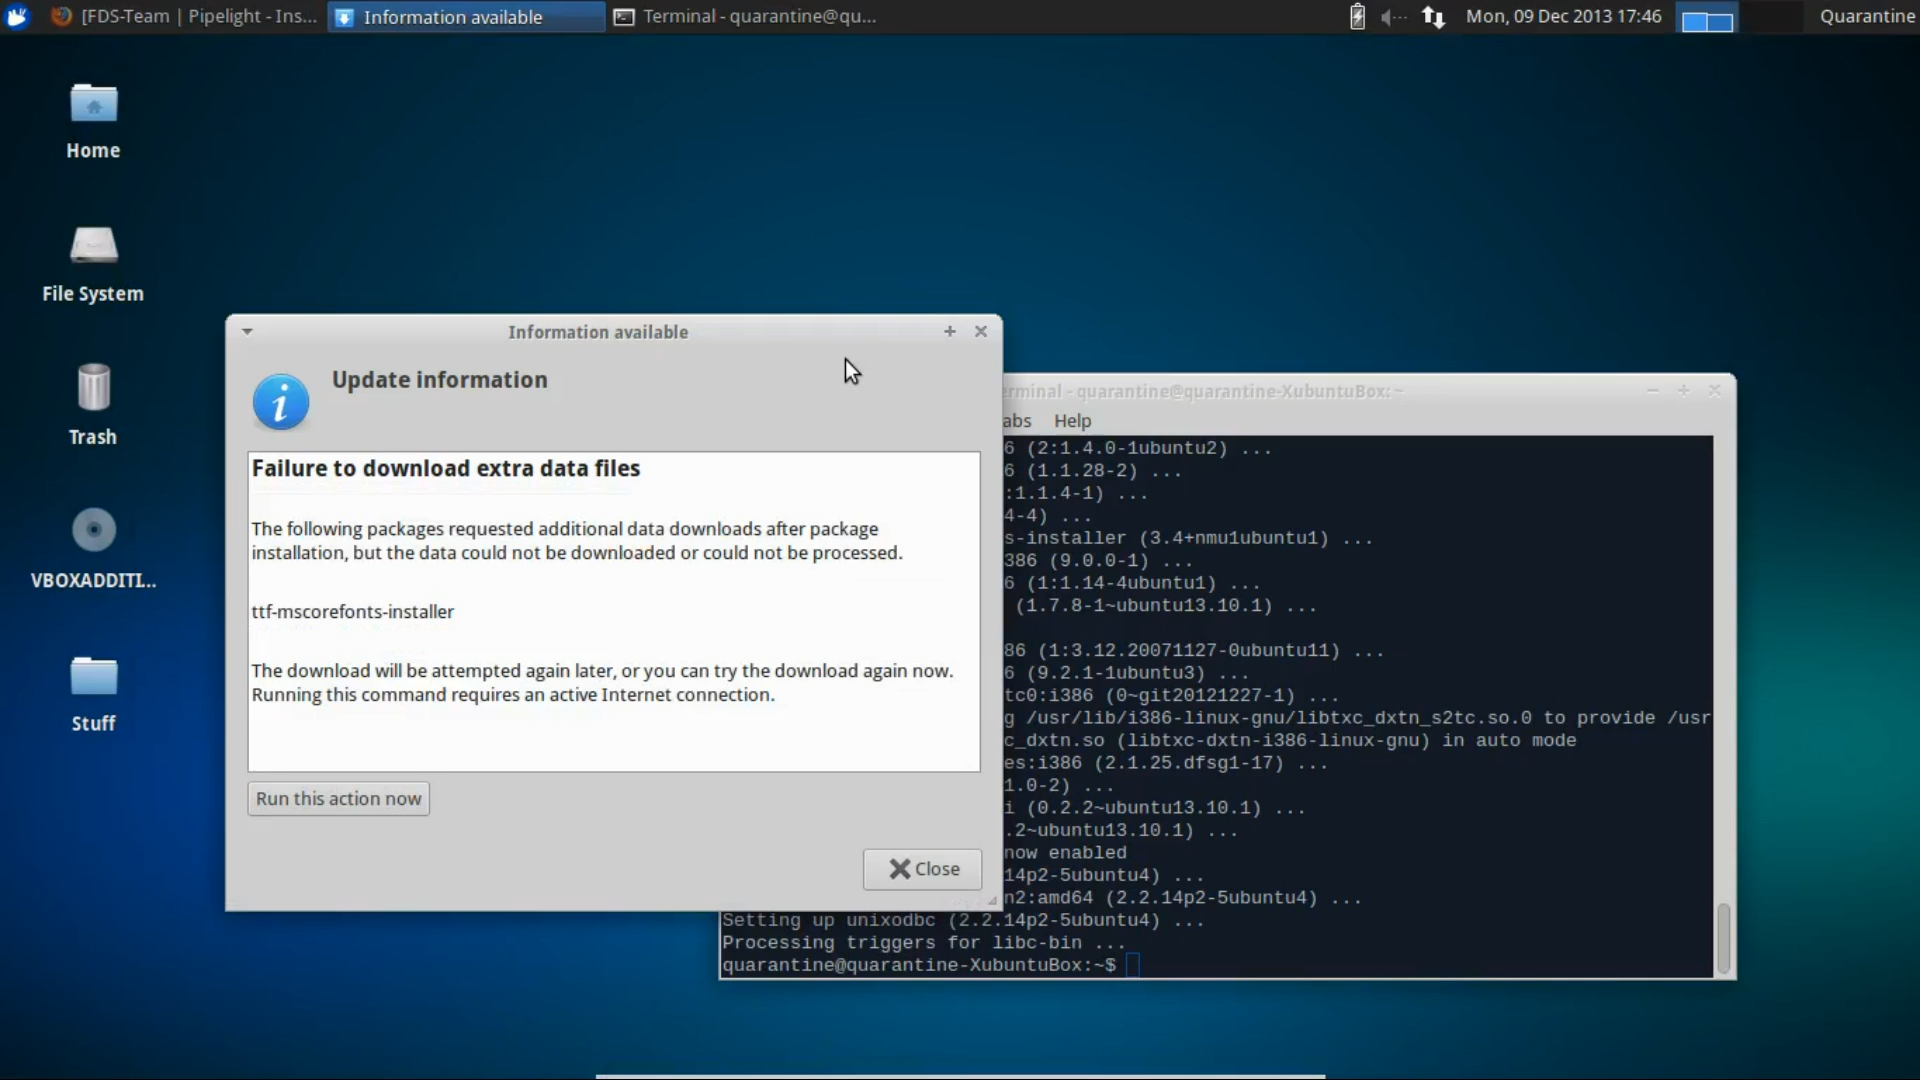 [FDS-Team | Pipelight - Ins...
Information available
Terminal - quarantine@qu...
Mon, 09 Dec 2013 17:46
Quarantine
Home
File System
Trash
VBOXADDITI...
Stuff
Information available
Update information
Failure to download extra data files
The following packages requested additional data downloads after package
installation, but the data could not be downloaded or could not be processed.
ttf-mscorefonts-installer
The download will be attempted again later, or you can try the download again now.
Running this command requires an active Internet connection.
Run this action now
Close
erminal - quarantine@quarantine-XubuntuBox: ~
abs Help
6 (2:1.4.0-1ubuntu2) ...
6 (1.1.28-2) ...
:1.1.4-1) ...
4-4) ...
s-installer (3.4+nmu1ubuntu1) ...
386 (9.0.0-1) ...
6 (1:1.14-4ubuntu1) ...
(1.7.8-1~ubuntu13.10.1) ...
86 (1:3.12.20071127-0ubuntu11) ...
6 (9.2.1-1ubuntu3) ...
tc0:i386 (0~git20121227-1) ...
g /usr/lib/i386-linux-gnu/libtxc_dxtn_s2tc.so.0 to provide /usr
c_dxtn.so (libtxc-dxtn-i386-linux-gnu) in auto mode
es:i386 (2.1.25.dfsg1-17) ...
1.0-2) ...
i (0.2.2~ubuntu13.10.1) ...
.2~ubuntu13.10.1) ...
now enabled
14p2-5ubuntu4) ...
n2:amd64 (2.2.14p2-5ubuntu4) ...
Setting up unixodbc (2.2.14p2-5ubuntu4) ...
Processing triggers for libc-bin ...
quarantine@quarantine-XubuntuBox:~$